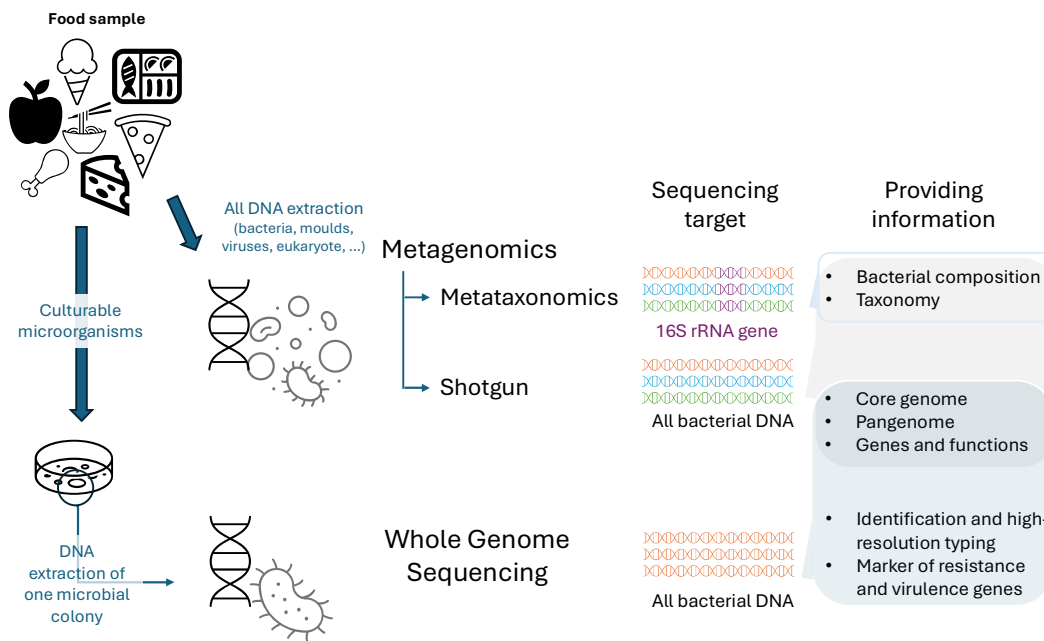 Food sample
All DNA extraction
(bacteria, moulds,
viruses, eukaryote, ...)
Culturable
microorganisms
DNA
extraction of
one microbial
colony
Metagenomics
Metataxonomics
Shotgun
Whole Genome
Sequencing
Sequencing
target
16S rRNA gene
All bacterial DNA
All bacterial DNA
Providing
information
• Bacterial composition
• Taxonomy
• Core genome
• Pangenome
• Genes and functions
• Identification and high-
resolution typing
• Marker of resistance
and virulence genes